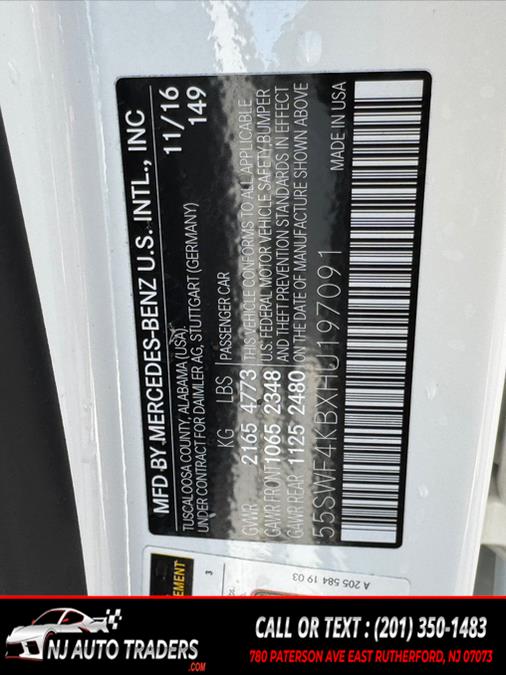 MFD BY MERCEDES-BENZ U.S. INTL., INC
TUSCALOOSA COUNTY, ALABAMA (USA)
UNDER CONTRACT FOR DAIMLER AG, STUTTGART (GERMANY)
11/16
149
KG LBS PASSENGER CAR
GVWR 2165 4773 THIS VEHICLE CONFORMS TO ALL APPLICABLE
GAWR FRONT 1065 2348 U.S. FEDERAL MOTOR VEHICLE SAFETY, BUMPER
AND THEFT PREVENTION STANDARDS IN EFFECT
GAWR REAR 1125 2480 ON THE DATE OF MANUFACTURE SHOWN ABOVE
55SWF4KBXHU197091 MADE IN USA
EMENT
3
A 205 584 19 03
NJ AUTO TRADERS
.COM
CALL OR TEXT : (201) 350-1483
780 PATERSON AVE EAST RUTHERFORD, NJ 07073